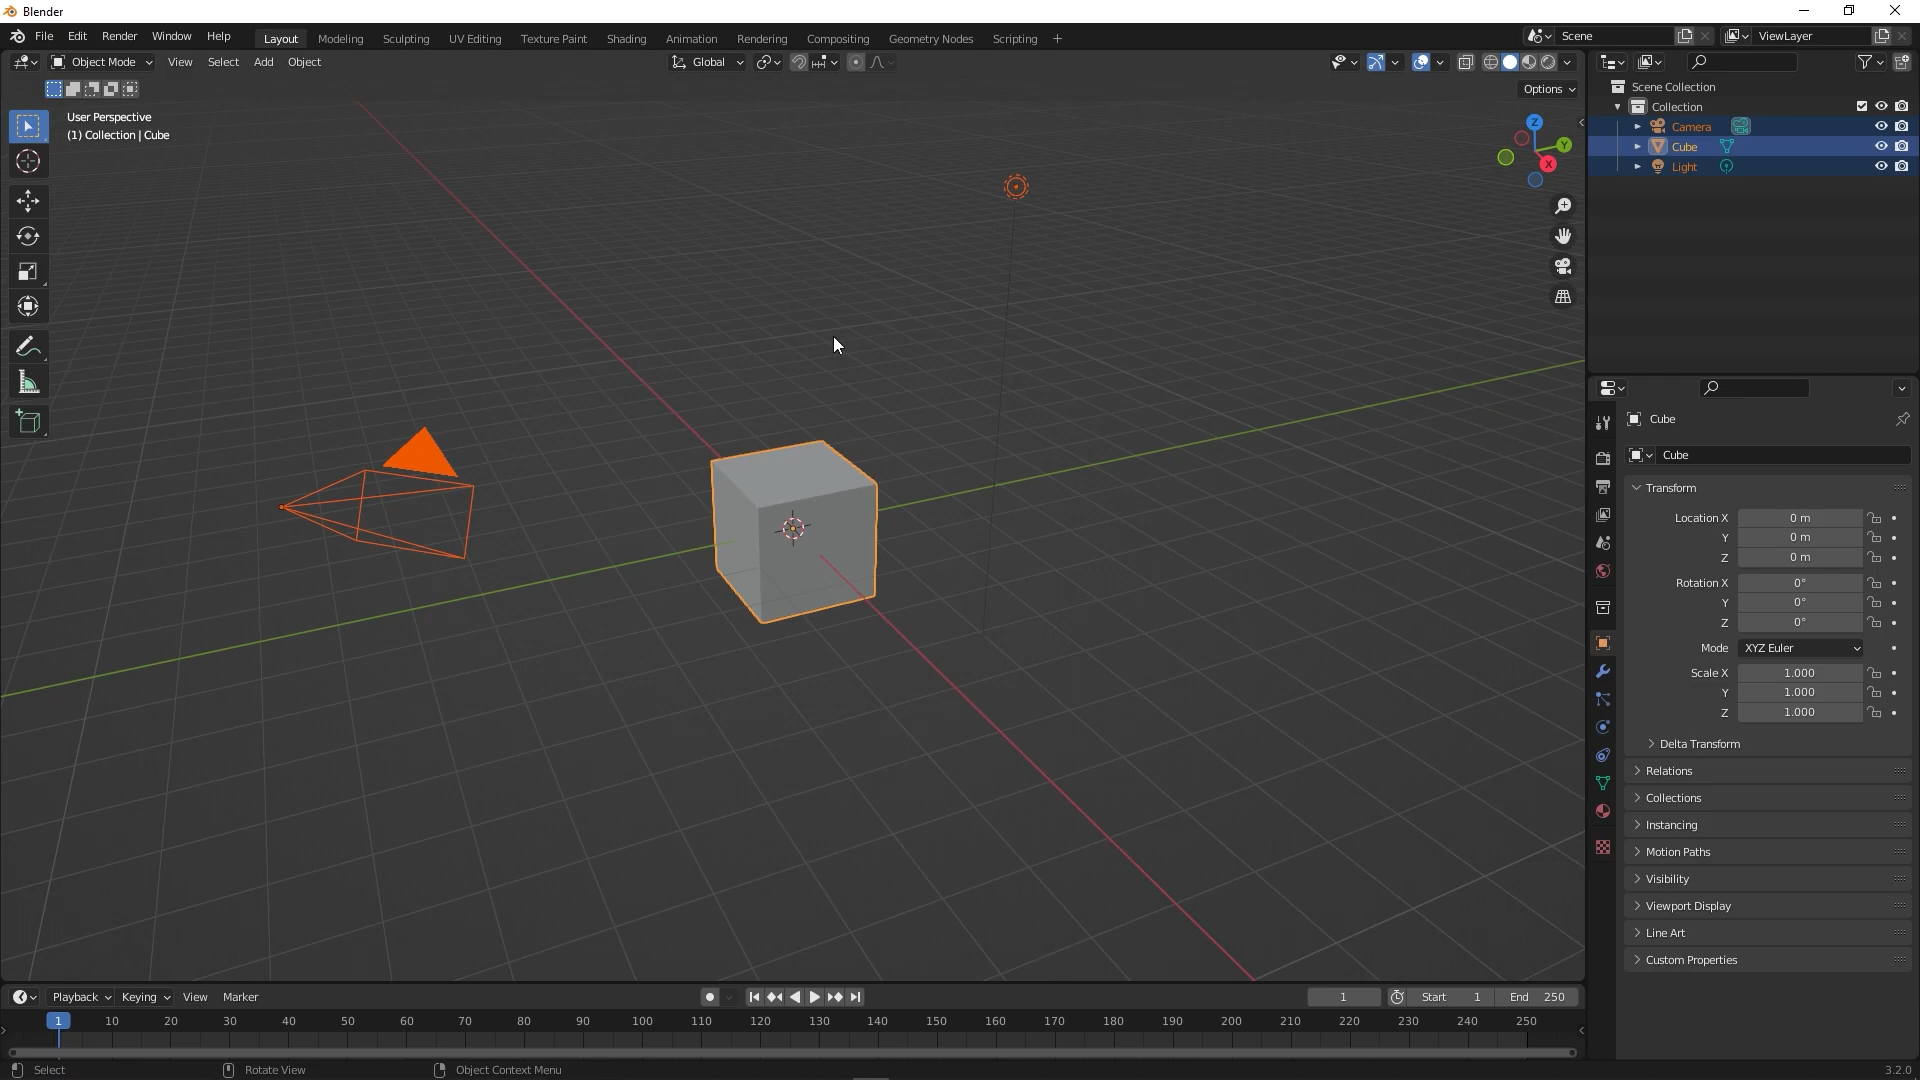 Blender
File Edit Render Window Help Layout Modeling Sculpting UV Editing Texture Paint Shading Animation Rendering Compositing Geometry Nodes Scripting + Scene ViewLayer
Object Mode View Select Add Object Global
Options
User Perspective
(1) Collection | Cube
Z
Y
X
Scene Collection
Collection
Camera
Cube
Light
Cube
Cube
Transform
Location X 0 m
Y 0 m
Z 0 m
Rotation X 0°
Y 0°
Z 0°
Mode XYZ Euler
Scale X 1.000
Y 1.000
Z 1.000
Delta Transform
Relations
Collections
Instancing
Motion Paths
Visibility
Viewport Display
Line Art
Custom Properties
Playback Keying View Marker 1 Start 1 End 250
1 10 20 30 40 50 60 70 80 90 100 110 120 130 140 150 160 170 180 190 200 210 220 230 240 250
Select Rotate View Object Context Menu 3.2.0